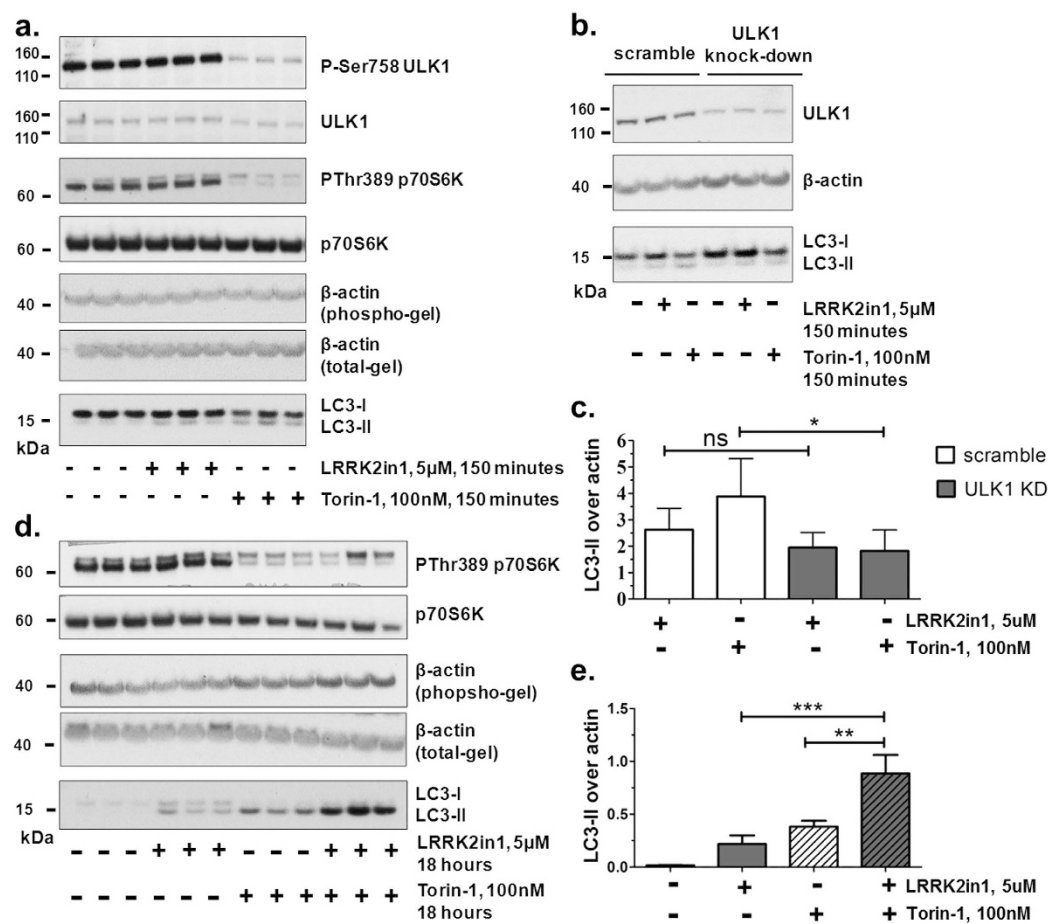 a.
160
110
P-Ser758 ULK1
160
110
ULK1
60
PThr389 p70S6K
60
p70S6K
40
β-actin
(phospho-gel)
40
β-actin
(total-gel)
15
LC3-I
LC3-II
kDa
- - - + + + - - - LRRK2in1, 5μM, 150 minutes
- - - - - - + + + Torin-1, 100nM, 150 minutes
b.
scramble
ULK1
knock-down
160
110
ULK1
40
β-actin
15
LC3-I
LC3-II
kDa
- + - - + - LRRK2in1, 5μM
150 minutes
- - + - - + Torin-1, 100nM
150 minutes
c.
ns
*
LC3-II over actin
6
5
4
3
2
1
0
scramble
ULK1 KD
+ - + - LRRK2in1, 5uM
- + - + Torin-1, 100nM
d.
60
PThr389 p70S6K
60
p70S6K
40
β-actin
(phopsho-gel)
40
β-actin
(total-gel)
15
LC3-I
LC3-II
kDa
- - - + + + - - - + + + LRRK2in1, 5μM
18 hours
- - - - - - + + + + + + Torin-1, 100nM
18 hours
e.
***
**
LC3-II over actin
1.5
1.0
0.5
0.0
- + - + LRRK2in1, 5uM
- - + + Torin-1, 100nM